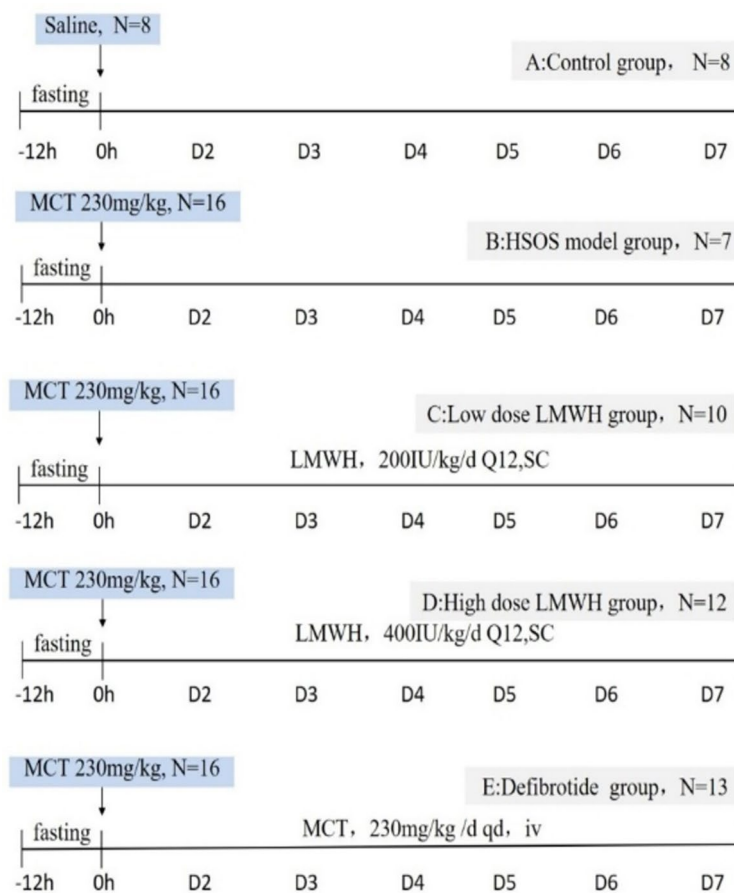 Saline, N=8
A:Control group, N=8
fasting
-12h 0h D2 D3 D4 D5 D6 D7
MCT 230mg/kg, N=16
B:HSOS model group, N=7
fasting
-12h 0h D2 D3 D4 D5 D6 D7
MCT 230mg/kg, N=16
C:Low dose LMWH group, N=10
fasting LMWH, 200IU/kg/d Q12,SC
-12h 0h D2 D3 D4 D5 D6 D7
MCT 230mg/kg, N=16
D:High dose LMWH group, N=12
fasting LMWH, 400IU/kg/d Q12,SC
-12h 0h D2 D3 D4 D5 D6 D7
MCT 230mg/kg, N=16
E:Defibrotide group, N=13
fasting MCT, 230mg/kg /d qd, iv
-12h 0h D2 D3 D4 D5 D6 D7